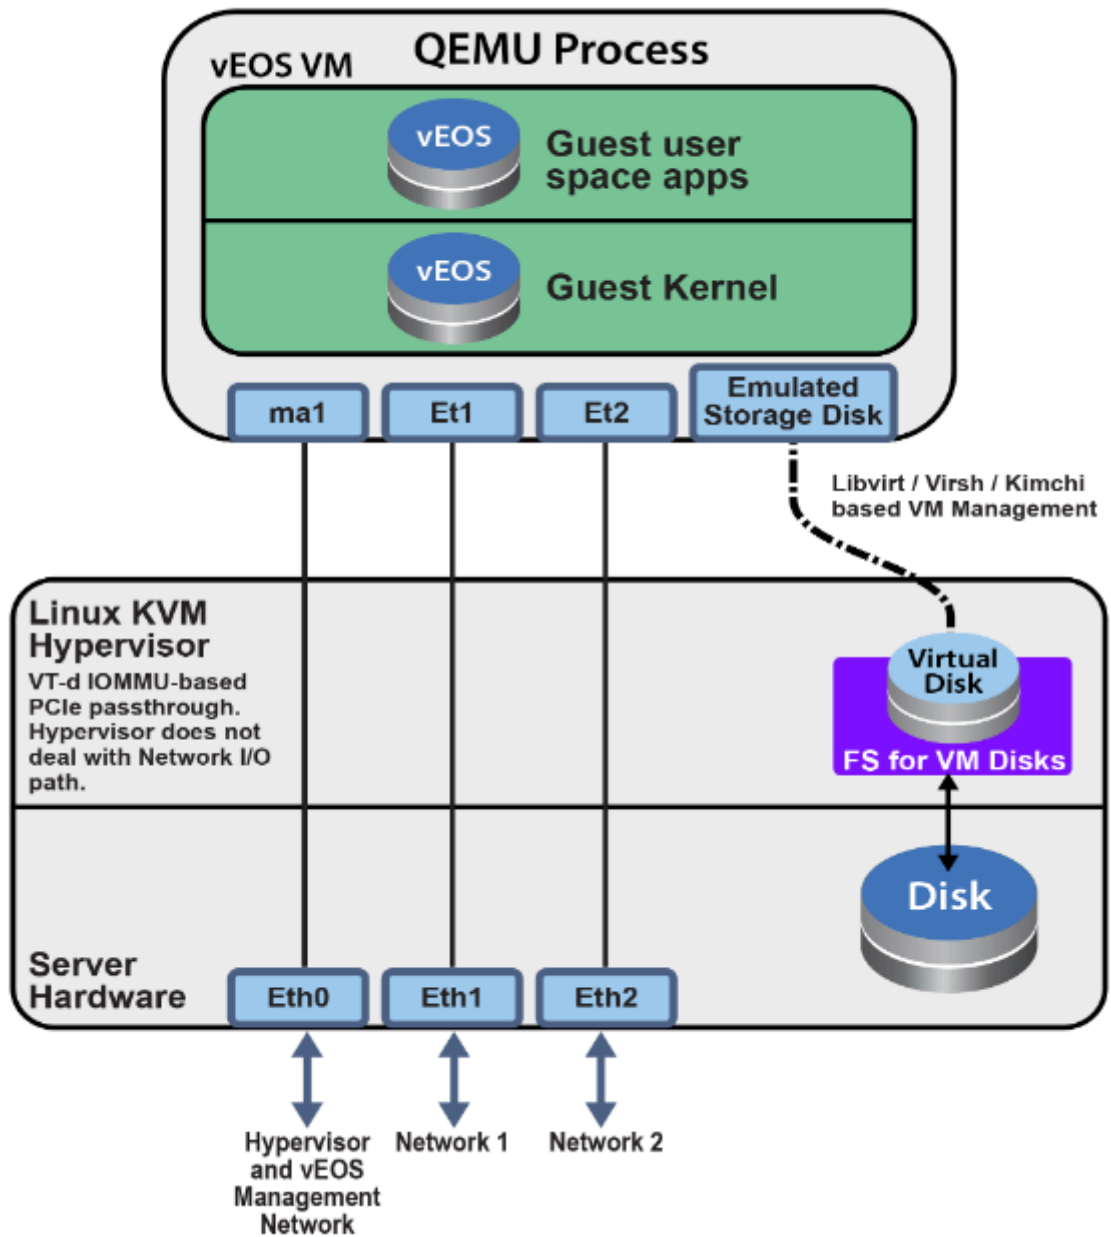 QEMU Process
vEOS VM
vEOS
Guest user
space apps
vEOS
Guest Kernel
ma1
Et1
Et2
Emulated
Storage Disk
Libvirt / Virsh / Kimchi
based VM Management
Linux KVM
Hypervisor
VT-d IOMMU-based
PCIe passthrough.
Hypervisor does not
deal with Network I/O
path.
Virtual
Disk
FS for VM Disks
Disk
Server
Hardware
Eth0
Eth1
Eth2
Hypervisor
and vEOS
Management
Network
Network 1
Network 2